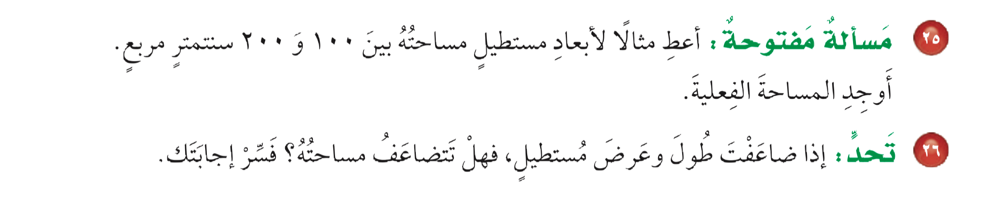 ٢٥ مَسألةٌ مَفتوحةٌ: أعطِ مثالًا لأبعادِ مستطيلٍ مساحتُهُ بينَ ١٠٠ وَ ٢٠٠ سنتمترٍ مربعٍ.
أَوجِدِ المساحةَ الفِعليةَ.
٢٦ تَحدٍّ: إذا ضاعَفْتَ طُولَ وعَرضَ مُستطيلٍ، فهلْ تَتضاعَفُ مساحتُهُ؟ فَسِّرْ إجابَتَك.